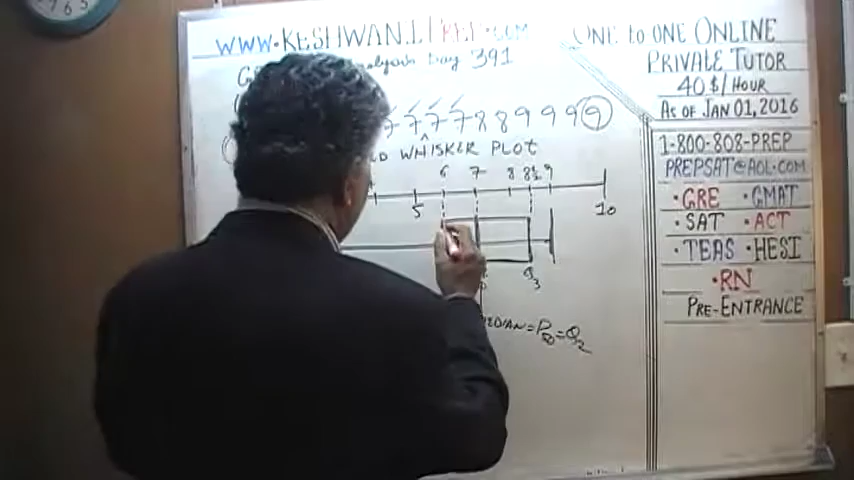 WWW.KESHWANI PREP.COM
Day 391
7 7 7 7 8 8 9 9 9 9
WHISKER PLOT
6 7 8 8½ 9
5 10
Q3
MEDIAN = P50 = Q2
ONE to ONE ONLINE
PRIVATE TUTOR
40 $/HOUR
AS OF JAN 01, 2016
1-800-808-PREP
PREPSAT@AOL.COM
•GRE •GMAT
•SAT •ACT
•TEAS •HESI
•RN
PRE-ENTRANCE